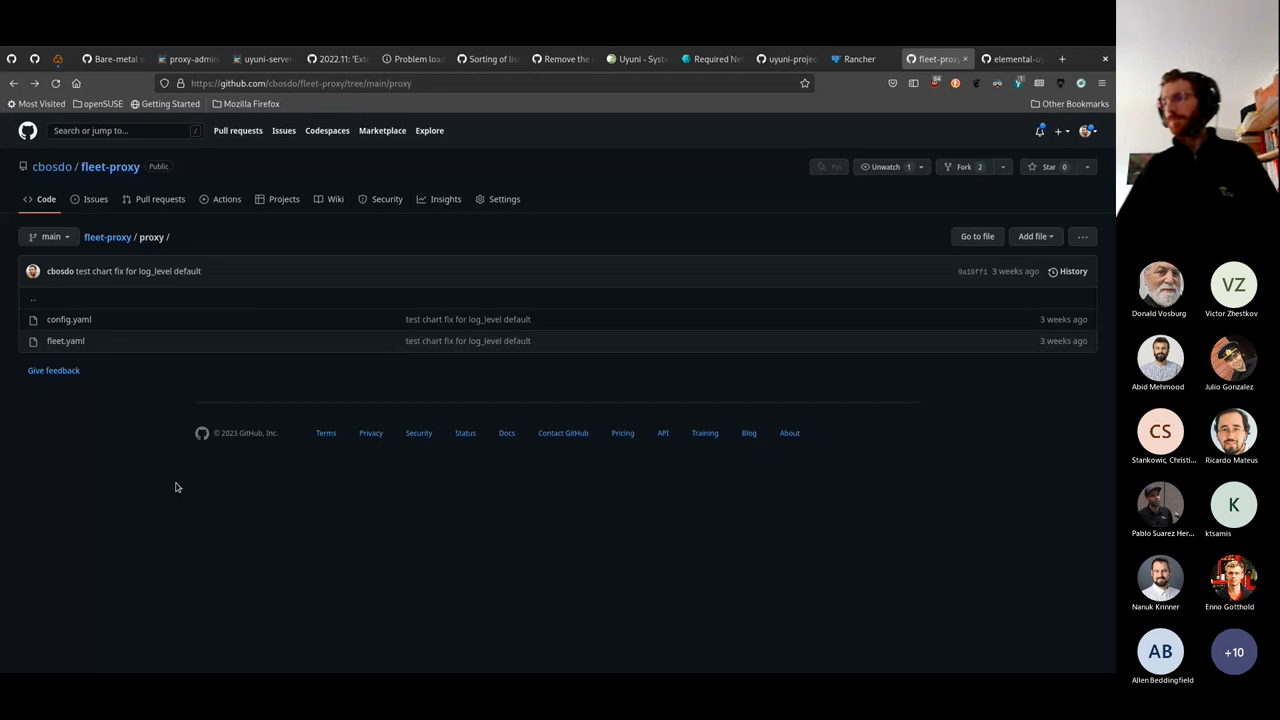 Bare-metal s
proxy-admin
uyuni-server
2022.11: 'Ext
Problem loa
Sorting of lis
Remove the
Uyuni - Syst
Required Ne
uyuni-projec
Rancher
fleet-proxy
elemental-u
https://github.com/cbosdo/fleet-proxy/tree/main/proxy
84
Most Visited
openSUSE
Getting Started
Mozilla Firefox
Other Bookmarks
Search or jump to...
/
Pull requests
Issues
Codespaces
Marketplace
Explore
cbosdo / fleet-proxy
Public
Pin
Unwatch 1
Fork 2
Star 0
Code
Issues
Pull requests
Actions
Projects
Wiki
Security
Insights
Settings
main
fleet-proxy / proxy /
Go to file
Add file
...
cbosdo test chart fix for log_level default
9a10ff1 3 weeks ago
History
..
config.yaml
test chart fix for log_level default
3 weeks ago
fleet.yaml
test chart fix for log_level default
3 weeks ago
Give feedback
© 2023 GitHub, Inc.
Terms
Privacy
Security
Status
Docs
Contact GitHub
Pricing
API
Training
Blog
About
Donald Vosburg
VZ
Victor Zhestkov
Abid Mehmood
Julio Gonzalez
CS
Stankowic, Christi...
Ricardo Mateus
Pablo Suarez Her...
K
ktsamis
Nanuk Krinner
Enno Gotthold
AB
Allen Beddingfield
+10